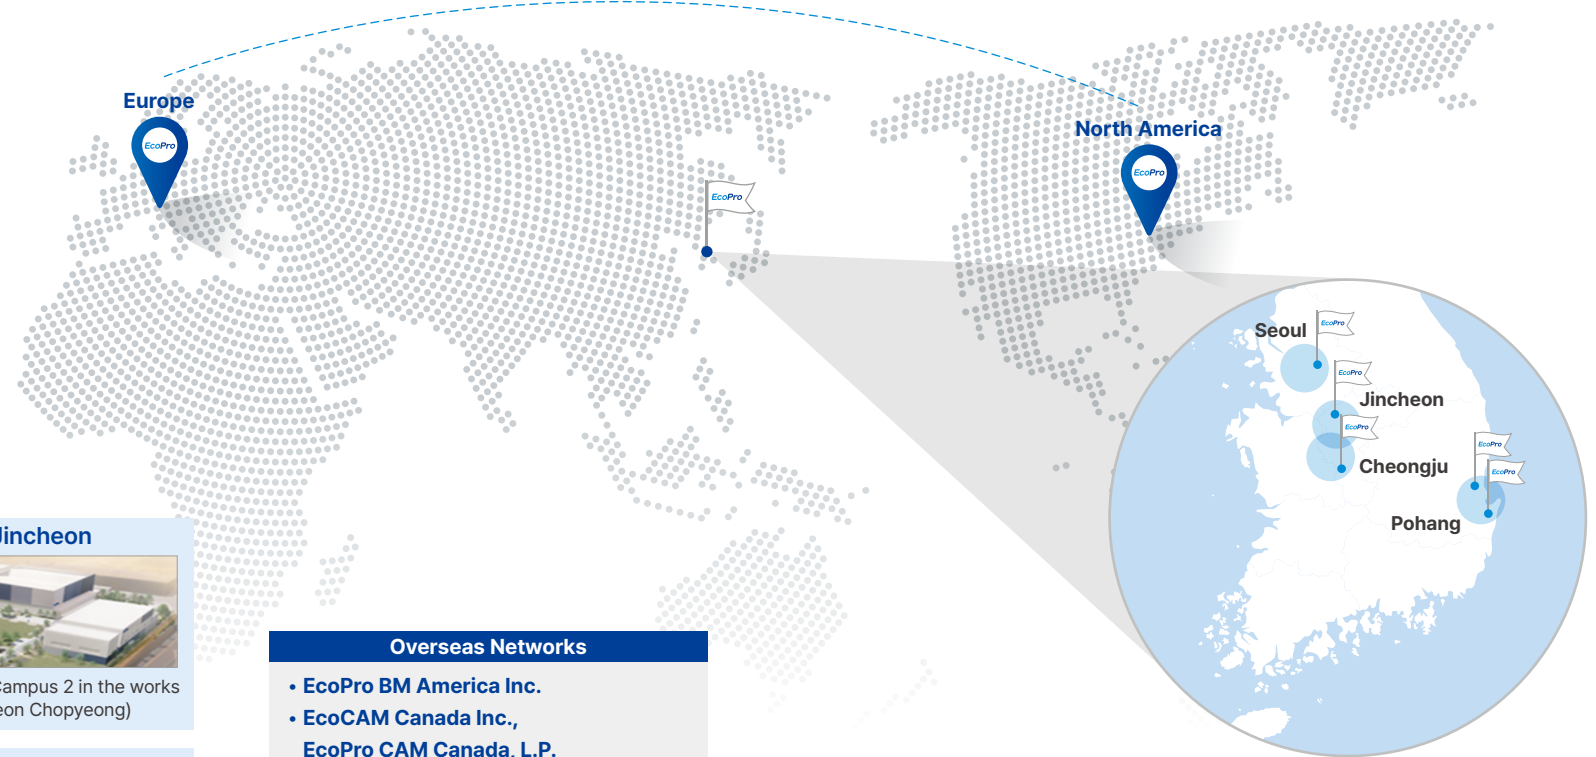 Europe
EcoPro
North America
EcoPro
EcoPro
Seoul
EcoPro
EcoPro
Jincheon
EcoPro
Cheongju
EcoPro
EcoPro
Pohang
Jincheon
Campus 2 in the works
eon Chopyeong)
Overseas Networks
• EcoPro BM America Inc.
• EcoCAM Canada Inc.,
EcoPro CAM Canada, L.P.